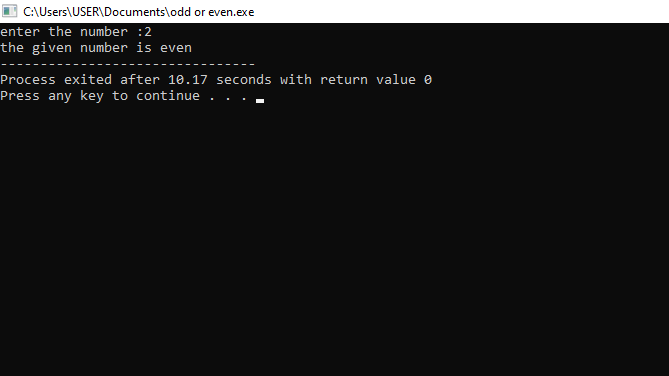 C:\Users\USER\Documents\odd or even.exe
enter the number :2
the given number is even
--------------------------------
Process exited after 10.17 seconds with return value 0
Press any key to continue . . .